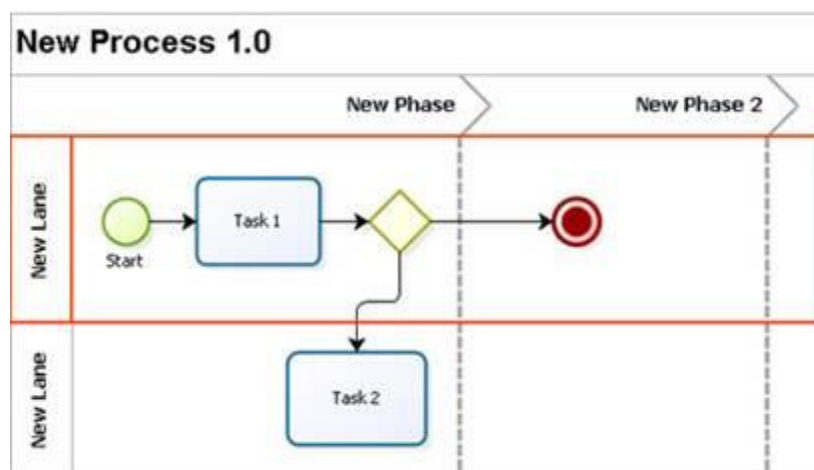 New Process 1.0
New Phase
New Phase 2
New Lane
Start
Task 1
New Lane
Task 2